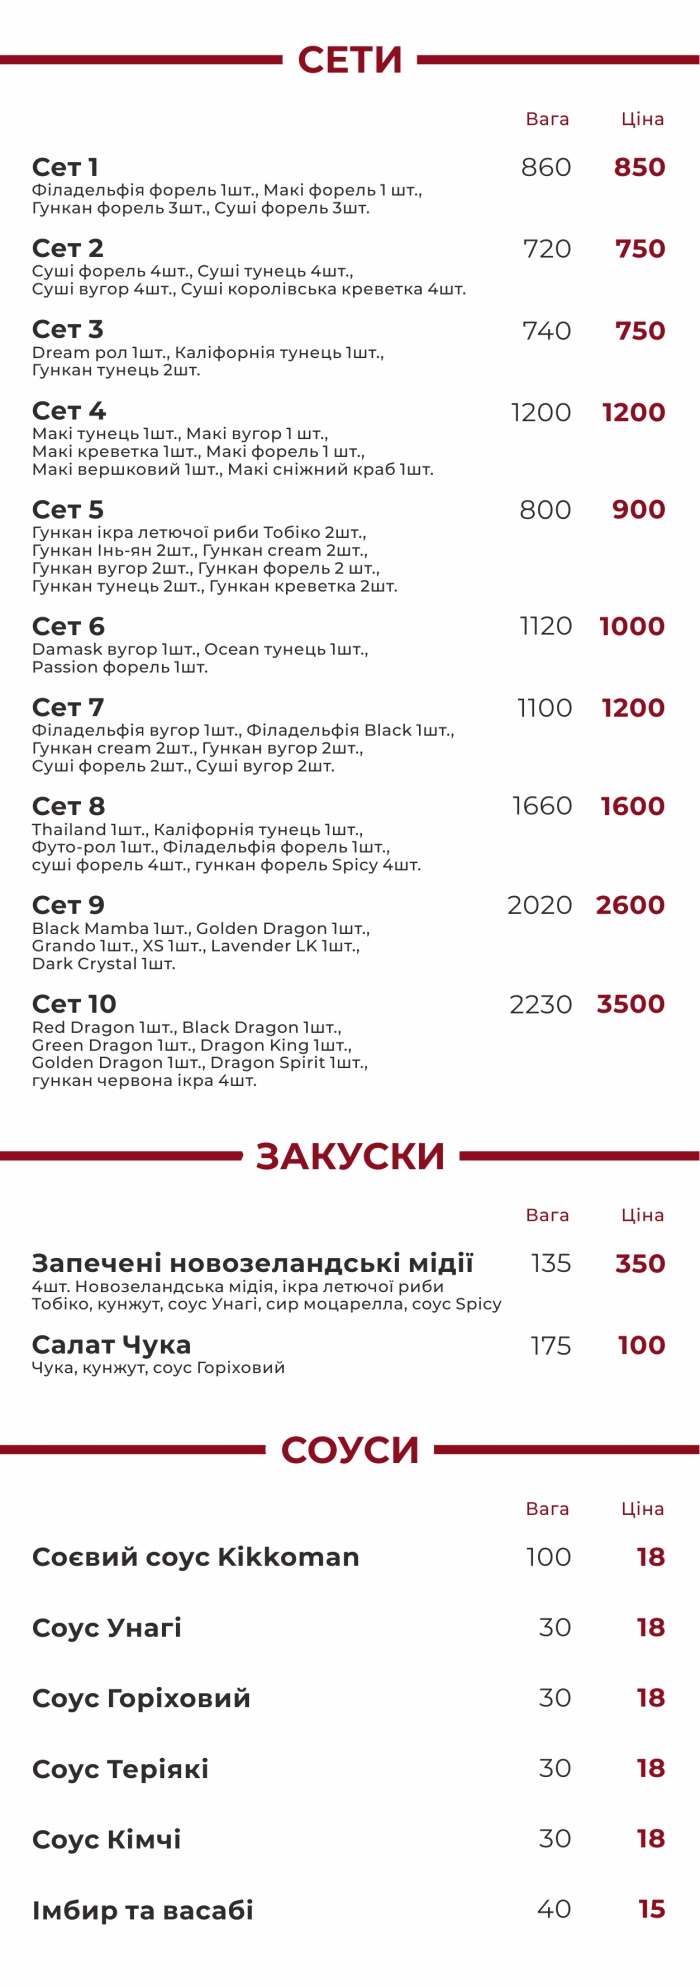 СЕТИ
Вага Ціна
Сет 1 860 850
Філадельфія форель 1шт., Макі форель 1 шт.,
Гункан форель 3шт., Суші форель 3шт.
Сет 2 720 750
Суші форель 4шт., Суші тунець 4шт.,
Суші вугор 4шт., Суші королівська креветка 4шт.
Сет 3 740 750
Dream рол 1шт., Каліфорнія тунець 1шт.,
Гункан тунець 2шт.
Сет 4 1200 1200
Макі тунець 1шт., Макі вугор 1 шт.,
Макі креветка 1шт., Макі форель 1 шт.,
Макі вершковий 1шт., Макі сніжний краб 1шт.
Сет 5 800 900
Гункан ікра летючої риби Тобіко 2шт.,
Гункан Інь-ян 2шт., Гункан cream 2шт.,
Гункан вугор 2шт., Гункан форель 2 шт.,
Гункан тунець 2шт., Гункан креветка 2шт.
Сет 6 1120 1000
Damask вугор 1шт., Ocean тунець 1шт.,
Passion форель 1шт.
Сет 7 1100 1200
Філадельфія вугор 1шт., Філадельфія Black 1шт.,
Гункан cream 2шт., Гункан вугор 2шт.,
Суші форель 2шт., Суші вугор 2шт.
Сет 8 1660 1600
Thailand 1шт., Каліфорнія тунець 1шт.,
Футо-рол 1шт., Філадельфія форель 1шт.,
суші форель 4шт., гункан форель Spicy 4шт.
Сет 9 2020 2600
Black Mamba 1шт., Golden Dragon 1шт.,
Grando 1шт., XS 1шт., Lavender LK 1шт.,
Dark Crystal 1шт.
Сет 10 2230 3500
Red Dragon 1шт., Black Dragon 1шт.,
Green Dragon 1шт., Dragon King 1шт.,
Golden Dragon 1шт., Dragon Spirit 1шт.,
гункан червона ікра 4шт.
ЗАКУСКИ
Вага Ціна
Запечені новозеландські мідії 135 350
4шт. Новозеландська мідія, ікра летючої риби
Тобіко, кунжут, соус Унагі, сир моцарелла, соус Spicy
Салат Чука 175 100
Чука, кунжут, соус Горіховий
СОУСИ
Вага Ціна
Соєвий соус Kikkoman 100 18
Соус Унагі 30 18
Соус Горіховий 30 18
Соус Теріякі 30 18
Соус Кімчі 30 18
Імбир та васабі 40 15